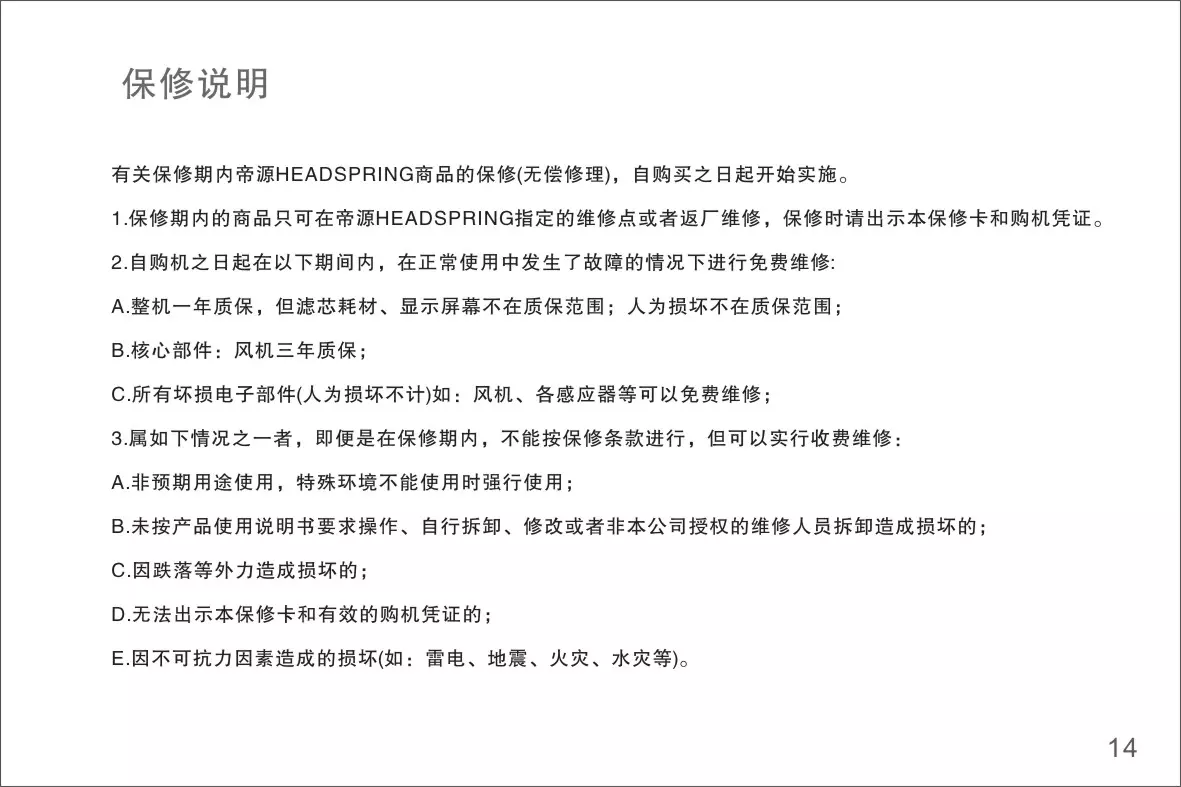 保修说明
有关保修期内帝源HEADSPRING商品的保修(无偿修理)，自购买之日起开始实施。
1.保修期内的商品只可在帝源HEADSPRING指定的维修点或者返厂维修，保修时请出示本保修卡和购机凭证。
2.自购机之日起在以下期间内，在正常使用中发生了故障的情况下进行免费维修:
A.整机一年质保，但滤芯耗材、显示屏幕不在质保范围；人为损坏不在质保范围；
B.核心部件：风机三年质保；
C.所有坏损电子部件(人为损坏不计)如：风机、各感应器等可以免费维修；
3.属如下情况之一者，即便是在保修期内，不能按保修条款进行，但可以实行收费维修：
A.非预期用途使用，特殊环境不能使用时强行使用；
B.未按产品使用说明书要求操作、自行拆卸、修改或者非本公司授权的维修人员拆卸造成损坏的；
C.因跌落等外力造成损坏的；
D.无法出示本保修卡和有效的购机凭证的；
E.因不可抗力因素造成的损坏(如：雷电、地震、火灾、水灾等)。
14